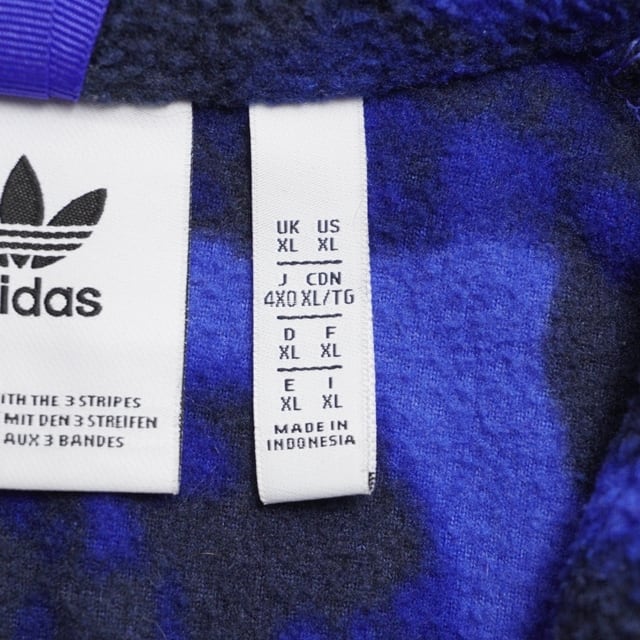 idas
ITH THE 3 STRIPES
MIT DEN 3 STREIFEN
AUX 3 BANDES
UK US
XL XL
J CDN
4XO XL/TG
D F
XL XL
E I
XL XL
MADE IN
INDONESIA